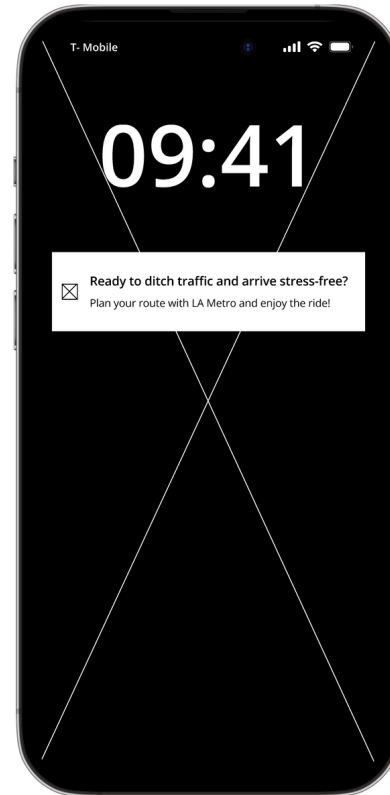 T- Mobile
09:41
Ready to ditch traffic and arrive stress-free?
Plan your route with LA Metro and enjoy the ride!